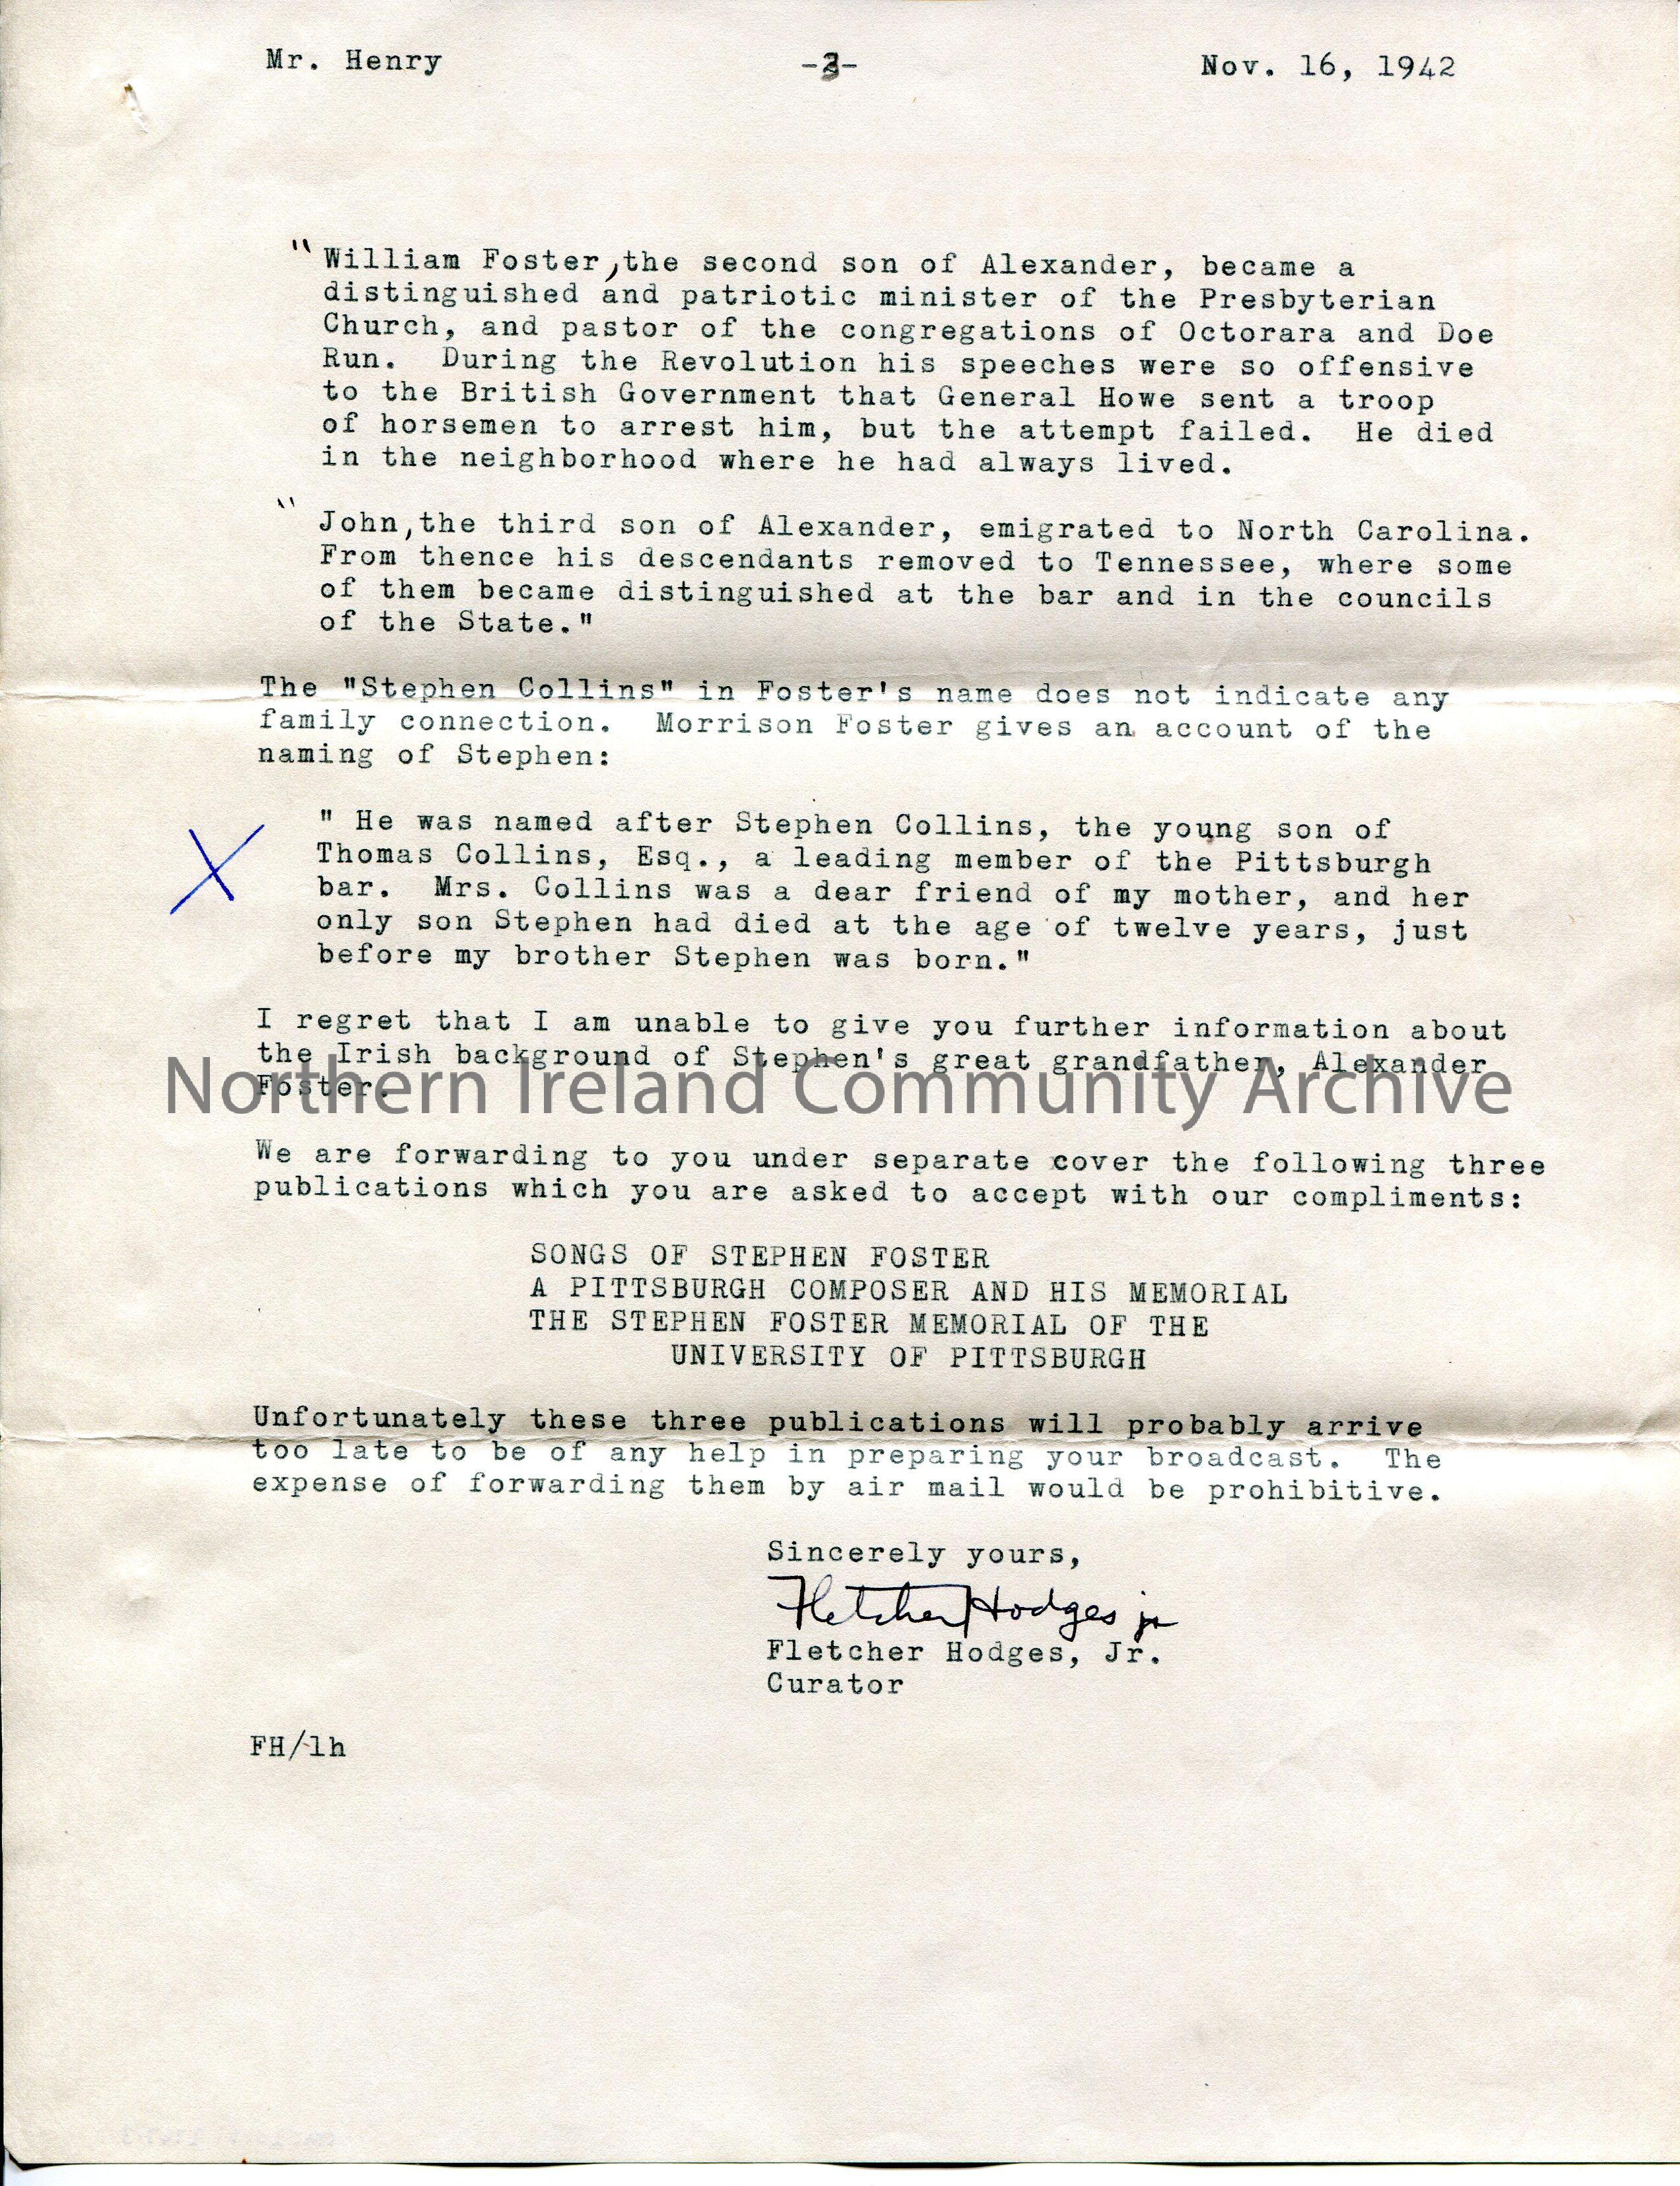 Mr. Henry -3- Nov. 16, 1942
" William Foster, the second son of Alexander, became a
distinguished and patriotic minister of the Presbyterian
Church, and pastor of the congregations of Octorara and Doe
Run. During the Revolution his speeches were so offensive
to the British Government that General Howe sent a troop
of horsemen to arrest him, but the attempt failed. He died
in the neighborhood where he had always lived.
" John, the third son of Alexander, emigrated to North Carolina.
From thence his descendants removed to Tennessee, where some
of them became distinguished at the bar and in the councils
of the State."
The "Stephen Collins" in Foster's name does not indicate any
family connection. Morrison Foster gives an account of the
naming of Stephen:
" He was named after Stephen Collins, the young son of
Thomas Collins, Esq., a leading member of the Pittsburgh
bar. Mrs. Collins was a dear friend of my mother, and her
only son Stephen had died at the age of twelve years, just
before my brother Stephen was born."
I regret that I am unable to give you further information about
the Irish background of Stephen's great grandfather, Alexander
Foster.
Northern Ireland Community Archive
We are forwarding to you under separate cover the following three
publications which you are asked to accept with our compliments:
SONGS OF STEPHEN FOSTER
A PITTSBURGH COMPOSER AND HIS MEMORIAL
THE STEPHEN FOSTER MEMORIAL OF THE
UNIVERSITY OF PITTSBURGH
Unfortunately these three publications will probably arrive
too late to be of any help in preparing your broadcast. The
expense of forwarding them by air mail would be prohibitive.
Sincerely yours,
Fletcher Hodges jr
Fletcher Hodges, Jr.
Curator
FH/lh